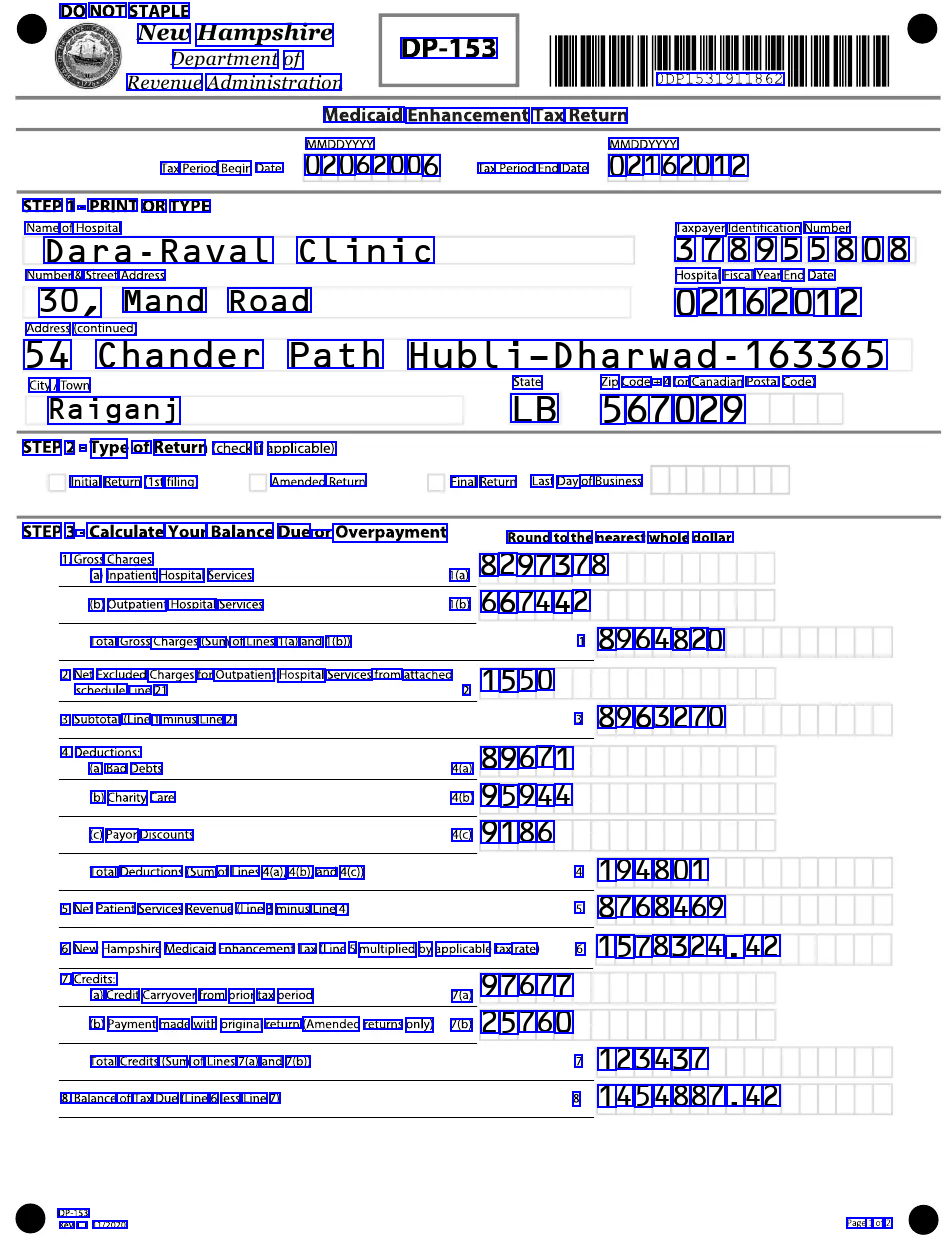 DO NOT STAPLE
New Hampshire
Department of
Revenue Administration
DP-153
0DP1531911862
Medicaid Enhancement Tax Return
MMDDYYYY MMDDYYYY
Tax Period Begin Date 02062006 Tax Period End Date 02162012
STEP 1 - PRINT OR TYPE
Name of Hospital Taxpayer Identification Number
Dara-Raval Clinic 378955808
Number & Street Address Hospital Fiscal Year End Date
30, Mand Road 02162012
Address (continued)
54 Chander Path Hubli–Dharwad-163365
City / Town State Zip Code + 4 (or Canadian Postal Code)
Raiganj LB 567029
STEP 2 - Type of Return (check if applicable)
Initial Return (1st filing) Amended Return Final Return Last Day of Business
STEP 3 - Calculate Your Balance Due or Overpayment Round to the nearest whole dollar
1 Gross Charges
(a) Inpatient Hospital Services 1(a) 8297378
(b) Outpatient Hospital Services 1(b) 667442
Total Gross Charges (Sum of Lines 1(a) and 1(b)) 1 8964820
2 Net Excluded Charges for Outpatient Hospital Services from attached
schedule Line 21 2 1550
3 Subtotal (Line 1 minus Line 2) 3 8963270
4 Deductions:
(a) Bad Debts 4(a) 89671
(b) Charity Care 4(b) 95944
(c) Payor Discounts 4(c) 9186
Total Deductions (Sum of Lines 4(a), 4(b), and 4(c)) 4 194801
5 Net Patient Services Revenue (Line 3 minus Line 4) 5 8768469
6 New Hampshire Medicaid Enhancement Tax (Line 5 multiplied by applicable tax rate) 6 1578324.42
7 Credits:
(a) Credit Carryover from prior tax period 7(a) 97677
(b) Payment made with original return (Amended returns only) 7(b) 25760
Total Credits (Sum of Lines 7(a) and 7(b)) 7 123437
8 Balance of Tax Due (Line 6 less Line 7) 8 1454887.42
DP-153
Rev 11/2020 Page 1 of 2